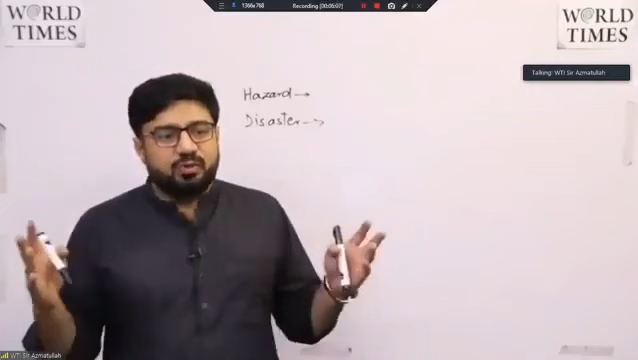 1366x768
Recording [00:06:07]
WORLD
TIMES
WORLD
TIMES
Talking: WTI Sir Azmatullah
Hazard →
Disaster →
WTI Sir Azmatullah